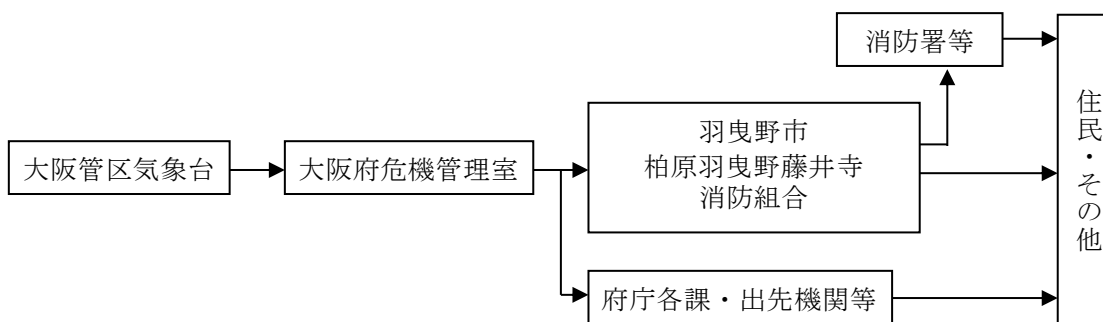 消防署等
大阪管区気象台
大阪府危機管理室
羽曳野市
柏原羽曳野藤井寺
消防組合
府庁各課・出先機関等
住民・その他